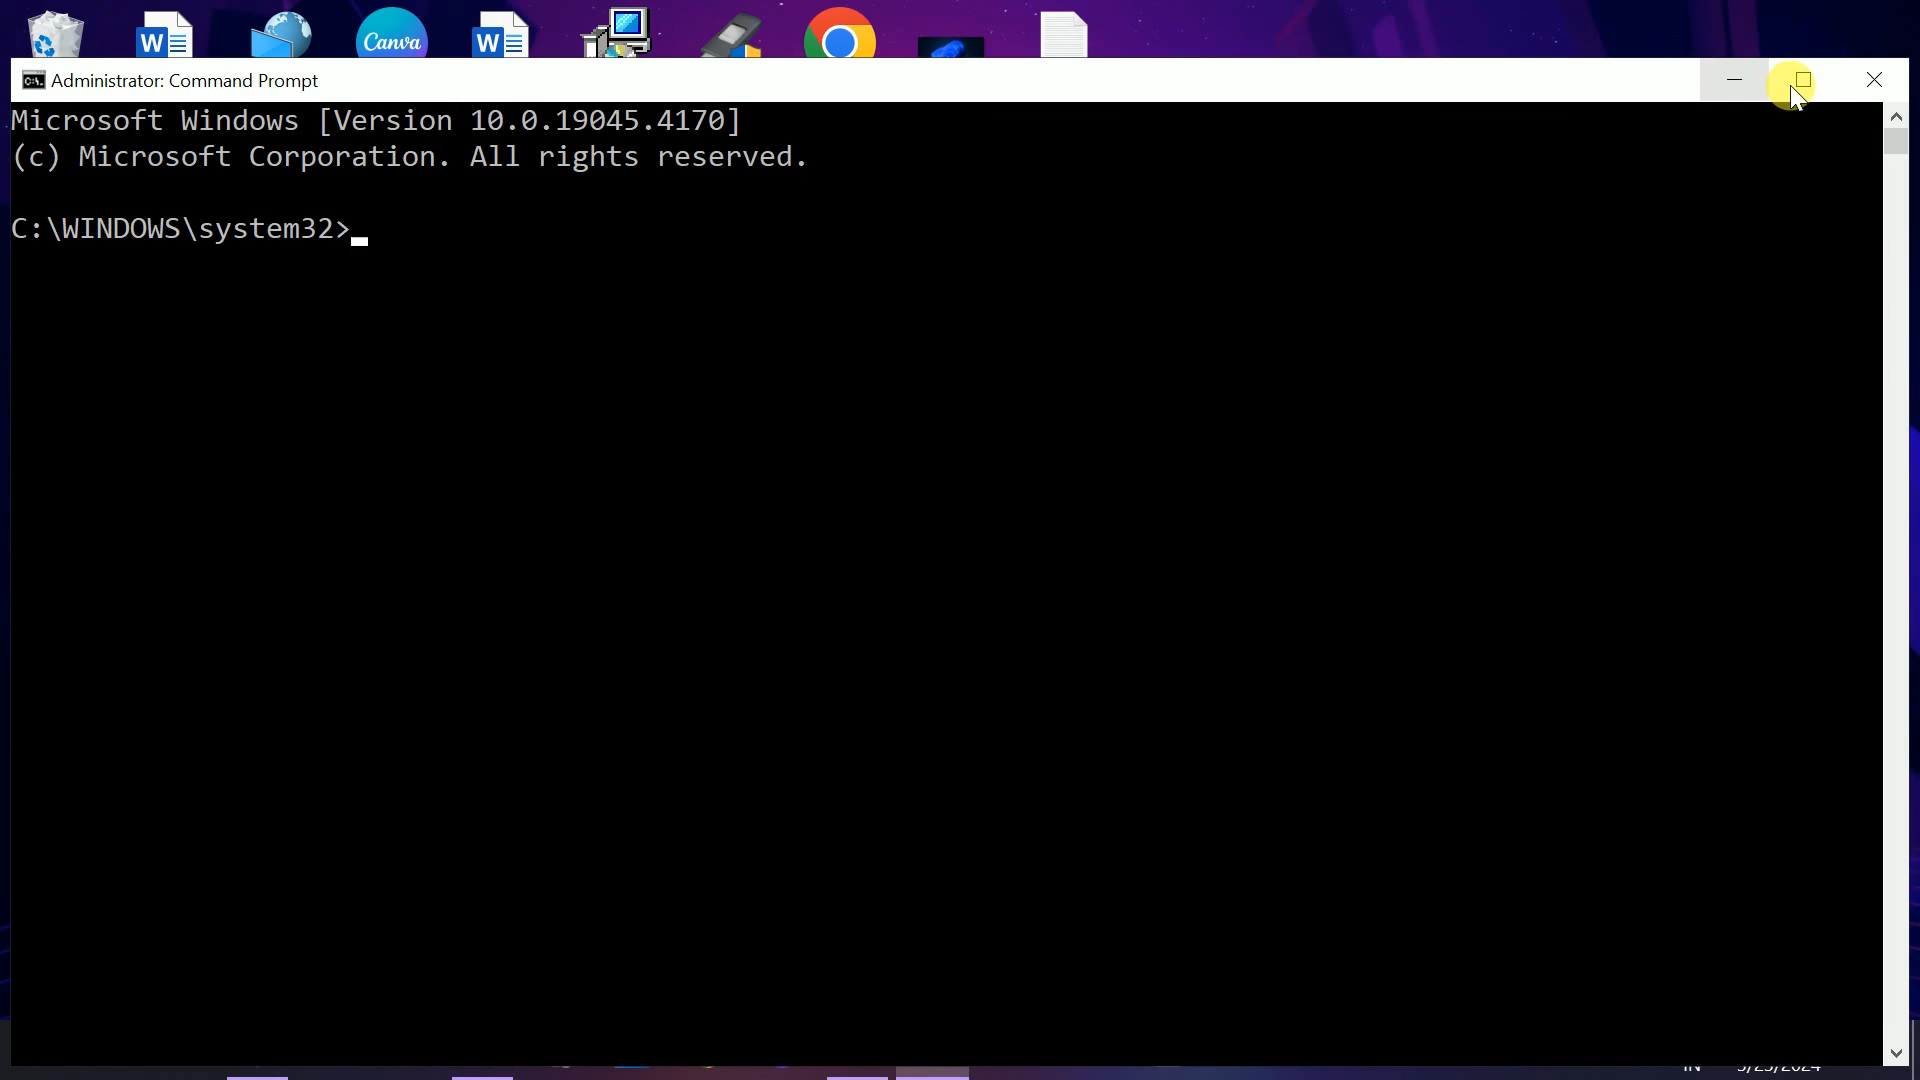 W
Canva
W
Administrator: Command Prompt
Microsoft Windows [Version 10.0.19045.4170]
(c) Microsoft Corporation. All rights reserved.
C:\WINDOWS\system32>